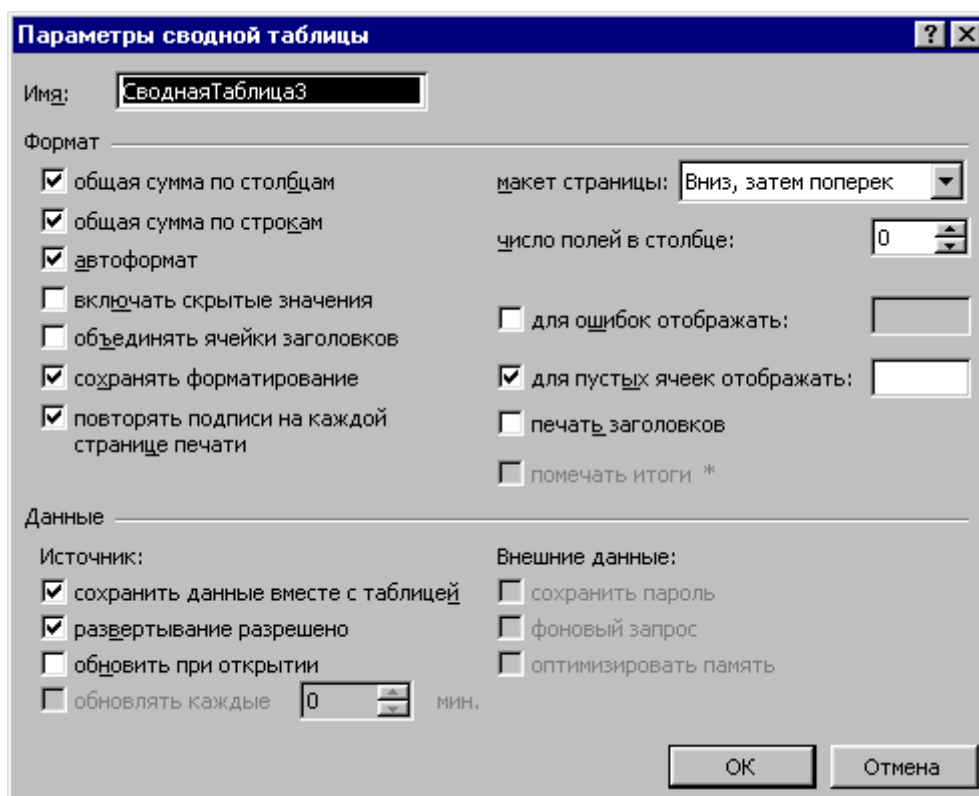 Параметры сводной таблицы
Имя: СводнаяТаблица3
Формат
общая сумма по столбцам
макет страницы: Вниз, затем поперек
общая сумма по строкам
число полей в столбце: 0
автоформат
включать скрытые значения
для ошибок отображать:
объединять ячейки заголовков
сохранять форматирование
для пустых ячеек отображать:
повторять подписи на каждой
странице печати
печать заголовков
помечать итоги *
Данные
Источник:
Внешние данные:
сохранить данные вместе с таблицей
сохранить пароль
развертывание разрешено
фоновый запрос
обновить при открытии
оптимизировать память
обновлять каждые 0 мин.
ОК
Отмена